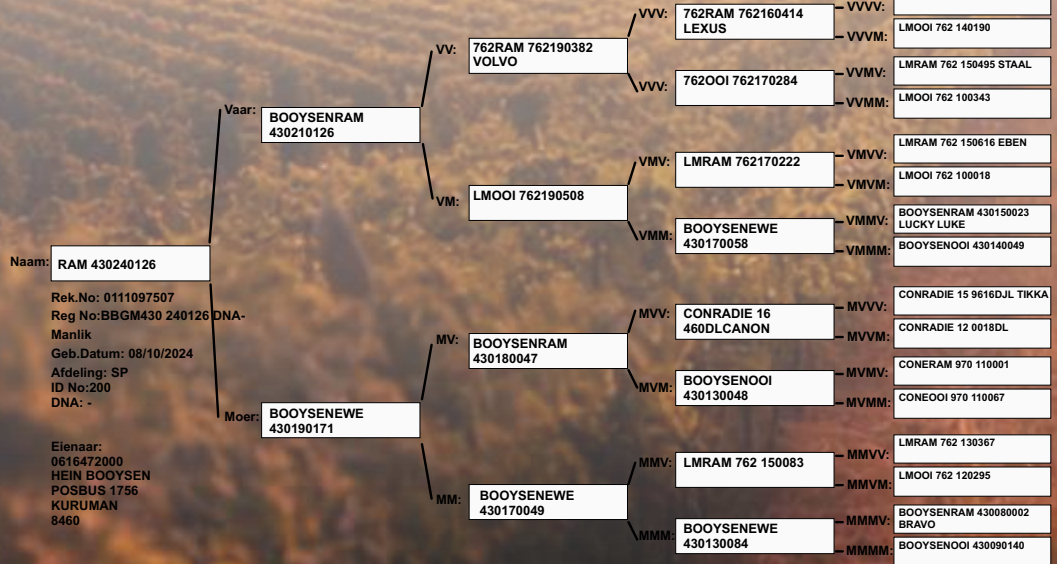 VVVV:
VVV:
762RAM 762160414
LEXUS
LMOOI 762 140190
VVVM:
VV:
762RAM 762190382
VOLVO
LMRAM 762 150495 STAAL
VVMV:
VVV:
762OOI 762170284
LMOOI 762 100343
VVMM:
Vaar:
BOOYSENRAM
430210126
LMRAM 762 150616 EBEN
VMVV:
VMV:
LMRAM 762170222
LMOOI 762 100018
VMVM:
VM:
LMOOI 762190508
BOOYSENRAM 430150023
LUCKY LUKE
VMMV:
VMM:
BOOYSENEWE
430170058
BOOYSENOOI 430140049
VMMM:
Naam:
RAM 430240126
Rek.No: 0111097507
Reg No:BBGM430 240126 DNA-
Manlik
Geb.Datum: 08/10/2024
Afdeling: SP
ID No:200
DNA: -
CONRADIE 15 9616DJL TIKKA
MVVV:
MVV:
CONRADIE 16
460DLCANON
CONRADIE 12 0018DL
MVVM:
MV:
BOOYSENRAM
430180047
CONERAM 970 110001
MVMV:
MVM:
BOOYSENOOI
430130048
CONEOOI 970 110067
MVMM:
Moer:
BOOYSENEWE
430190171
Eienaar:
0616472000
HEIN BOOYSEN
POSBUS 1756
KURUMAN
8460
LMRAM 762 130367
MMVV:
MMV:
LMRAM 762 150083
LMOOI 762 120295
MMVM:
MM:
BOOYSENEWE
430170049
BOOYSENRAM 430080002
BRAVO
MMMV:
MMM:
BOOYSENEWE
430130084
BOOYSENOOI 430090140
MMMM: